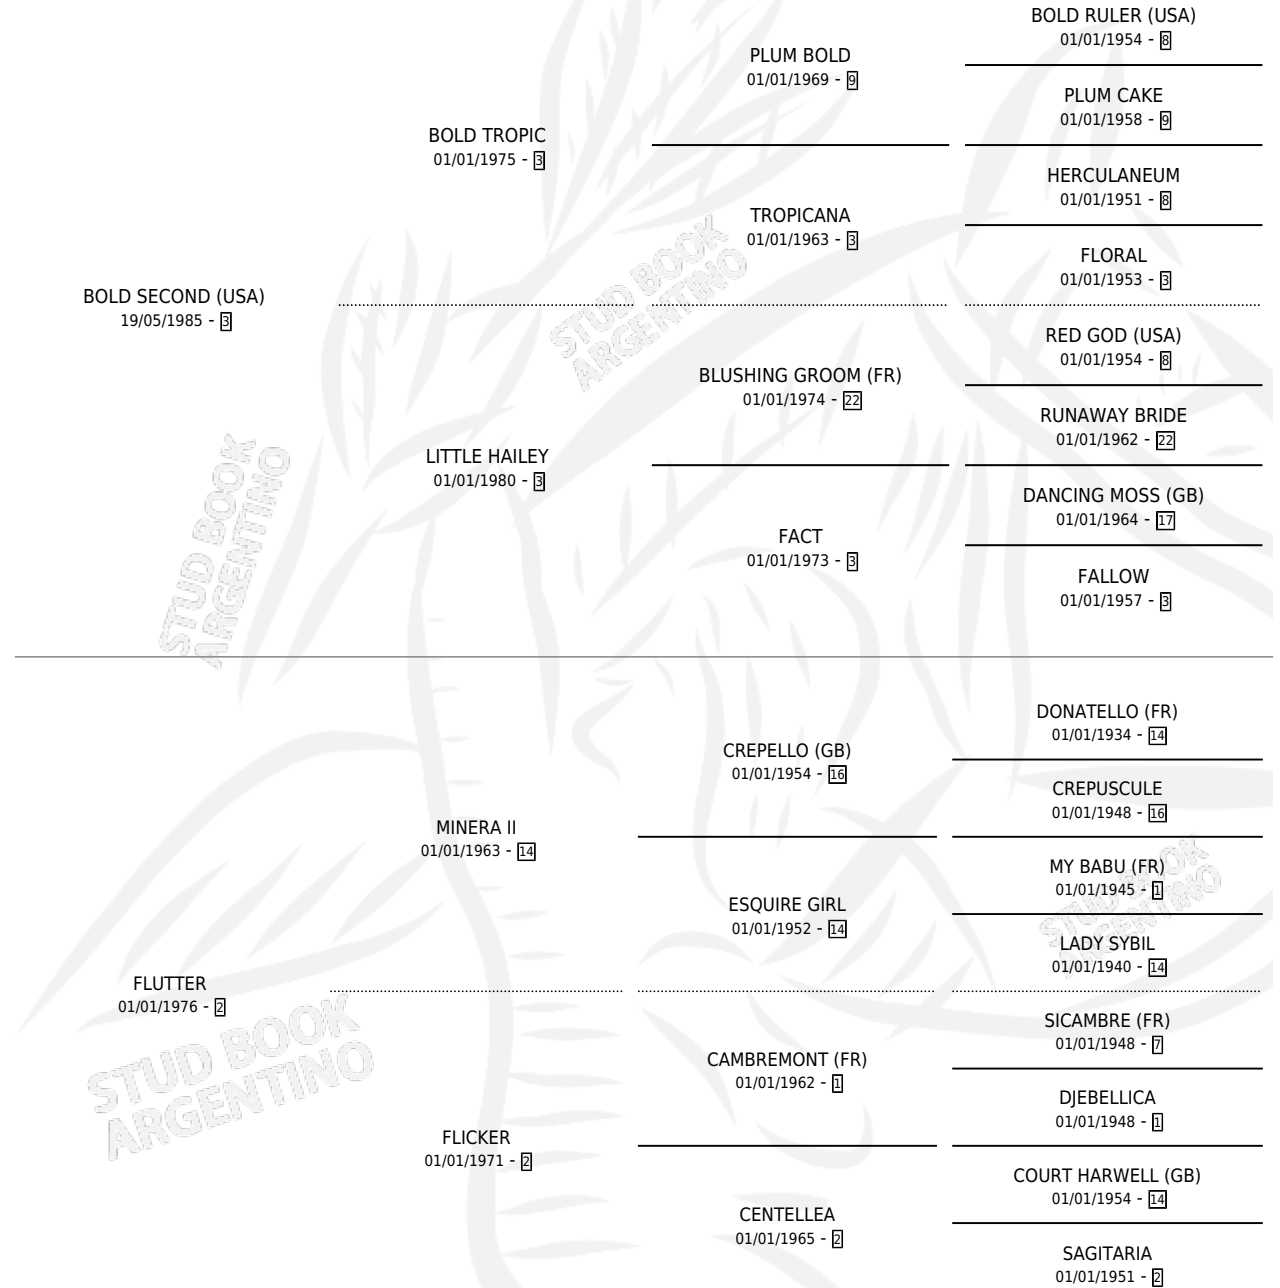 BOLD RULER (USA)
01/01/1954 - 8
PLUM BOLD
01/01/1969 - 9
PLUM CAKE
01/01/1958 - 9
BOLD TROPIC
01/01/1975 - 3
HERCULANEUM
01/01/1951 - 8
TROPICANA
01/01/1963 - 3
FLORAL
01/01/1953 - 3
BOLD SECOND (USA)
19/05/1985 - 3
RED GOD (USA)
01/01/1954 - 8
BLUSHING GROOM (FR)
01/01/1974 - 22
RUNAWAY BRIDE
01/01/1962 - 22
LITTLE HAILEY
01/01/1980 - 3
DANCING MOSS (GB)
01/01/1964 - 17
FACT
01/01/1973 - 3
FALLOW
01/01/1957 - 3
DONATELLO (FR)
01/01/1934 - 14
CREPELLO (GB)
01/01/1954 - 16
CREPUSCULE
01/01/1948 - 16
MINERA II
01/01/1963 - 14
MY BABU (FR)
01/01/1945 - 1
ESQUIRE GIRL
01/01/1952 - 14
LADY SYBIL
01/01/1940 - 14
FLUTTER
01/01/1976 - 2
SICAMBRE (FR)
01/01/1948 - 7
CAMBREMONT (FR)
01/01/1962 - 1
DJEBELLICA
01/01/1948 - 1
FLICKER
01/01/1971 - 2
COURT HARWELL (GB)
01/01/1954 - 14
CENTELLEA
01/01/1965 - 2
SAGITARIA
01/01/1951 - 2
STUD BOOK
ARGENTINO
STUD BOOK
ARGENTINO
STUD BOOK
ARGENTINO
STUD BOOK
ARGENTINO